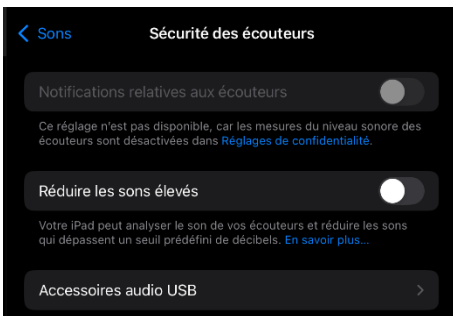 Sons
Sécurité des écouteurs
Notifications relatives aux écouteurs
Ce réglage n'est pas disponible, car les mesures du niveau sonore des
écouteurs sont désactivées dans Réglages de confidentialité.
Réduire les sons élevés
Votre iPad peut analyser le son de vos écouteurs et réduire les sons
qui dépassent un seuil prédéfini de décibels. En savoir plus...
Accessoires audio USB